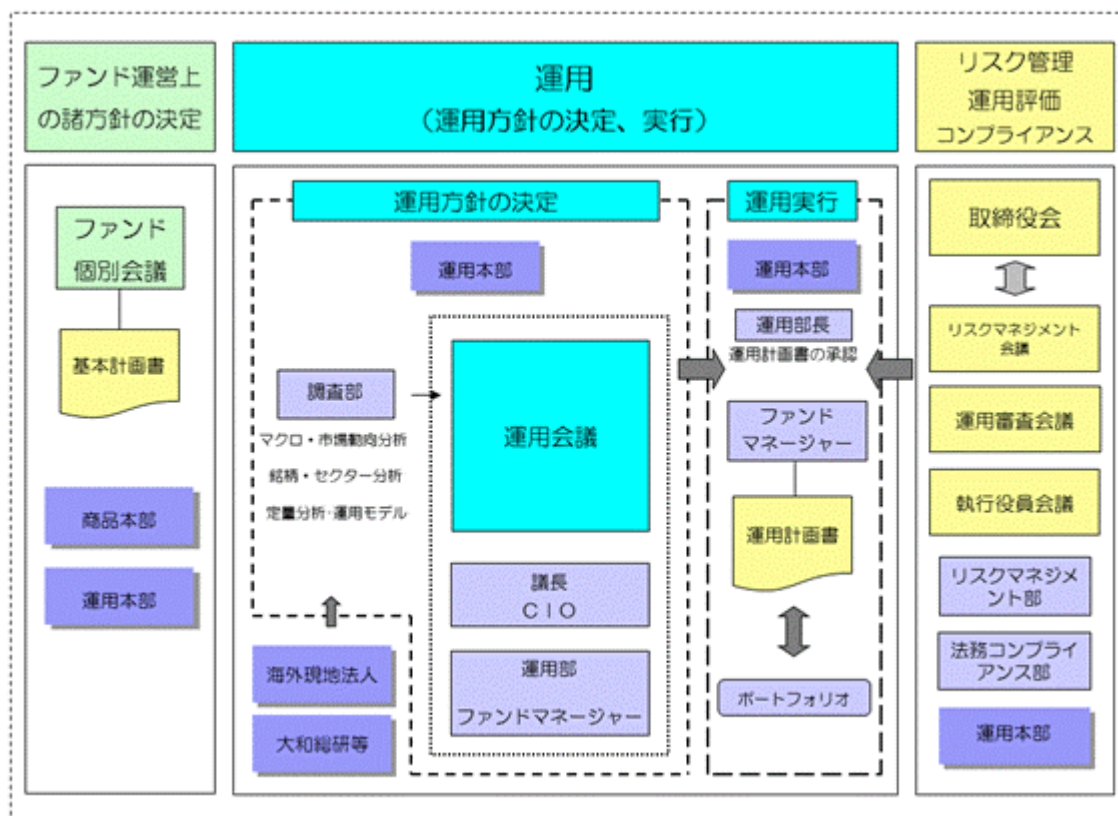 ファンド運営上
の諸方針の決定
運用
（運用方針の決定、実行）
リスク管理
運用評価
コンプライアンス
ファンド
個別会議
基本計画書
商品本部
運用本部
運用方針の決定
運用本部
調査部
マクロ・市場動向分析
銘柄・セクター分析
定量分析・運用モデル
海外現地法人
大和総研等
運用会議
議長
ＣＩＯ
運用部
ファンドマネージャー
運用実行
運用本部
運用部長
運用計画書の承認
ファンド
マネージャー
運用計画書
ポートフォリオ
取締役会
リスクマネジメント
会議
運用審査会議
執行役員会議
リスクマネジメ
ント部
法務コンプライ
アンス部
運用本部